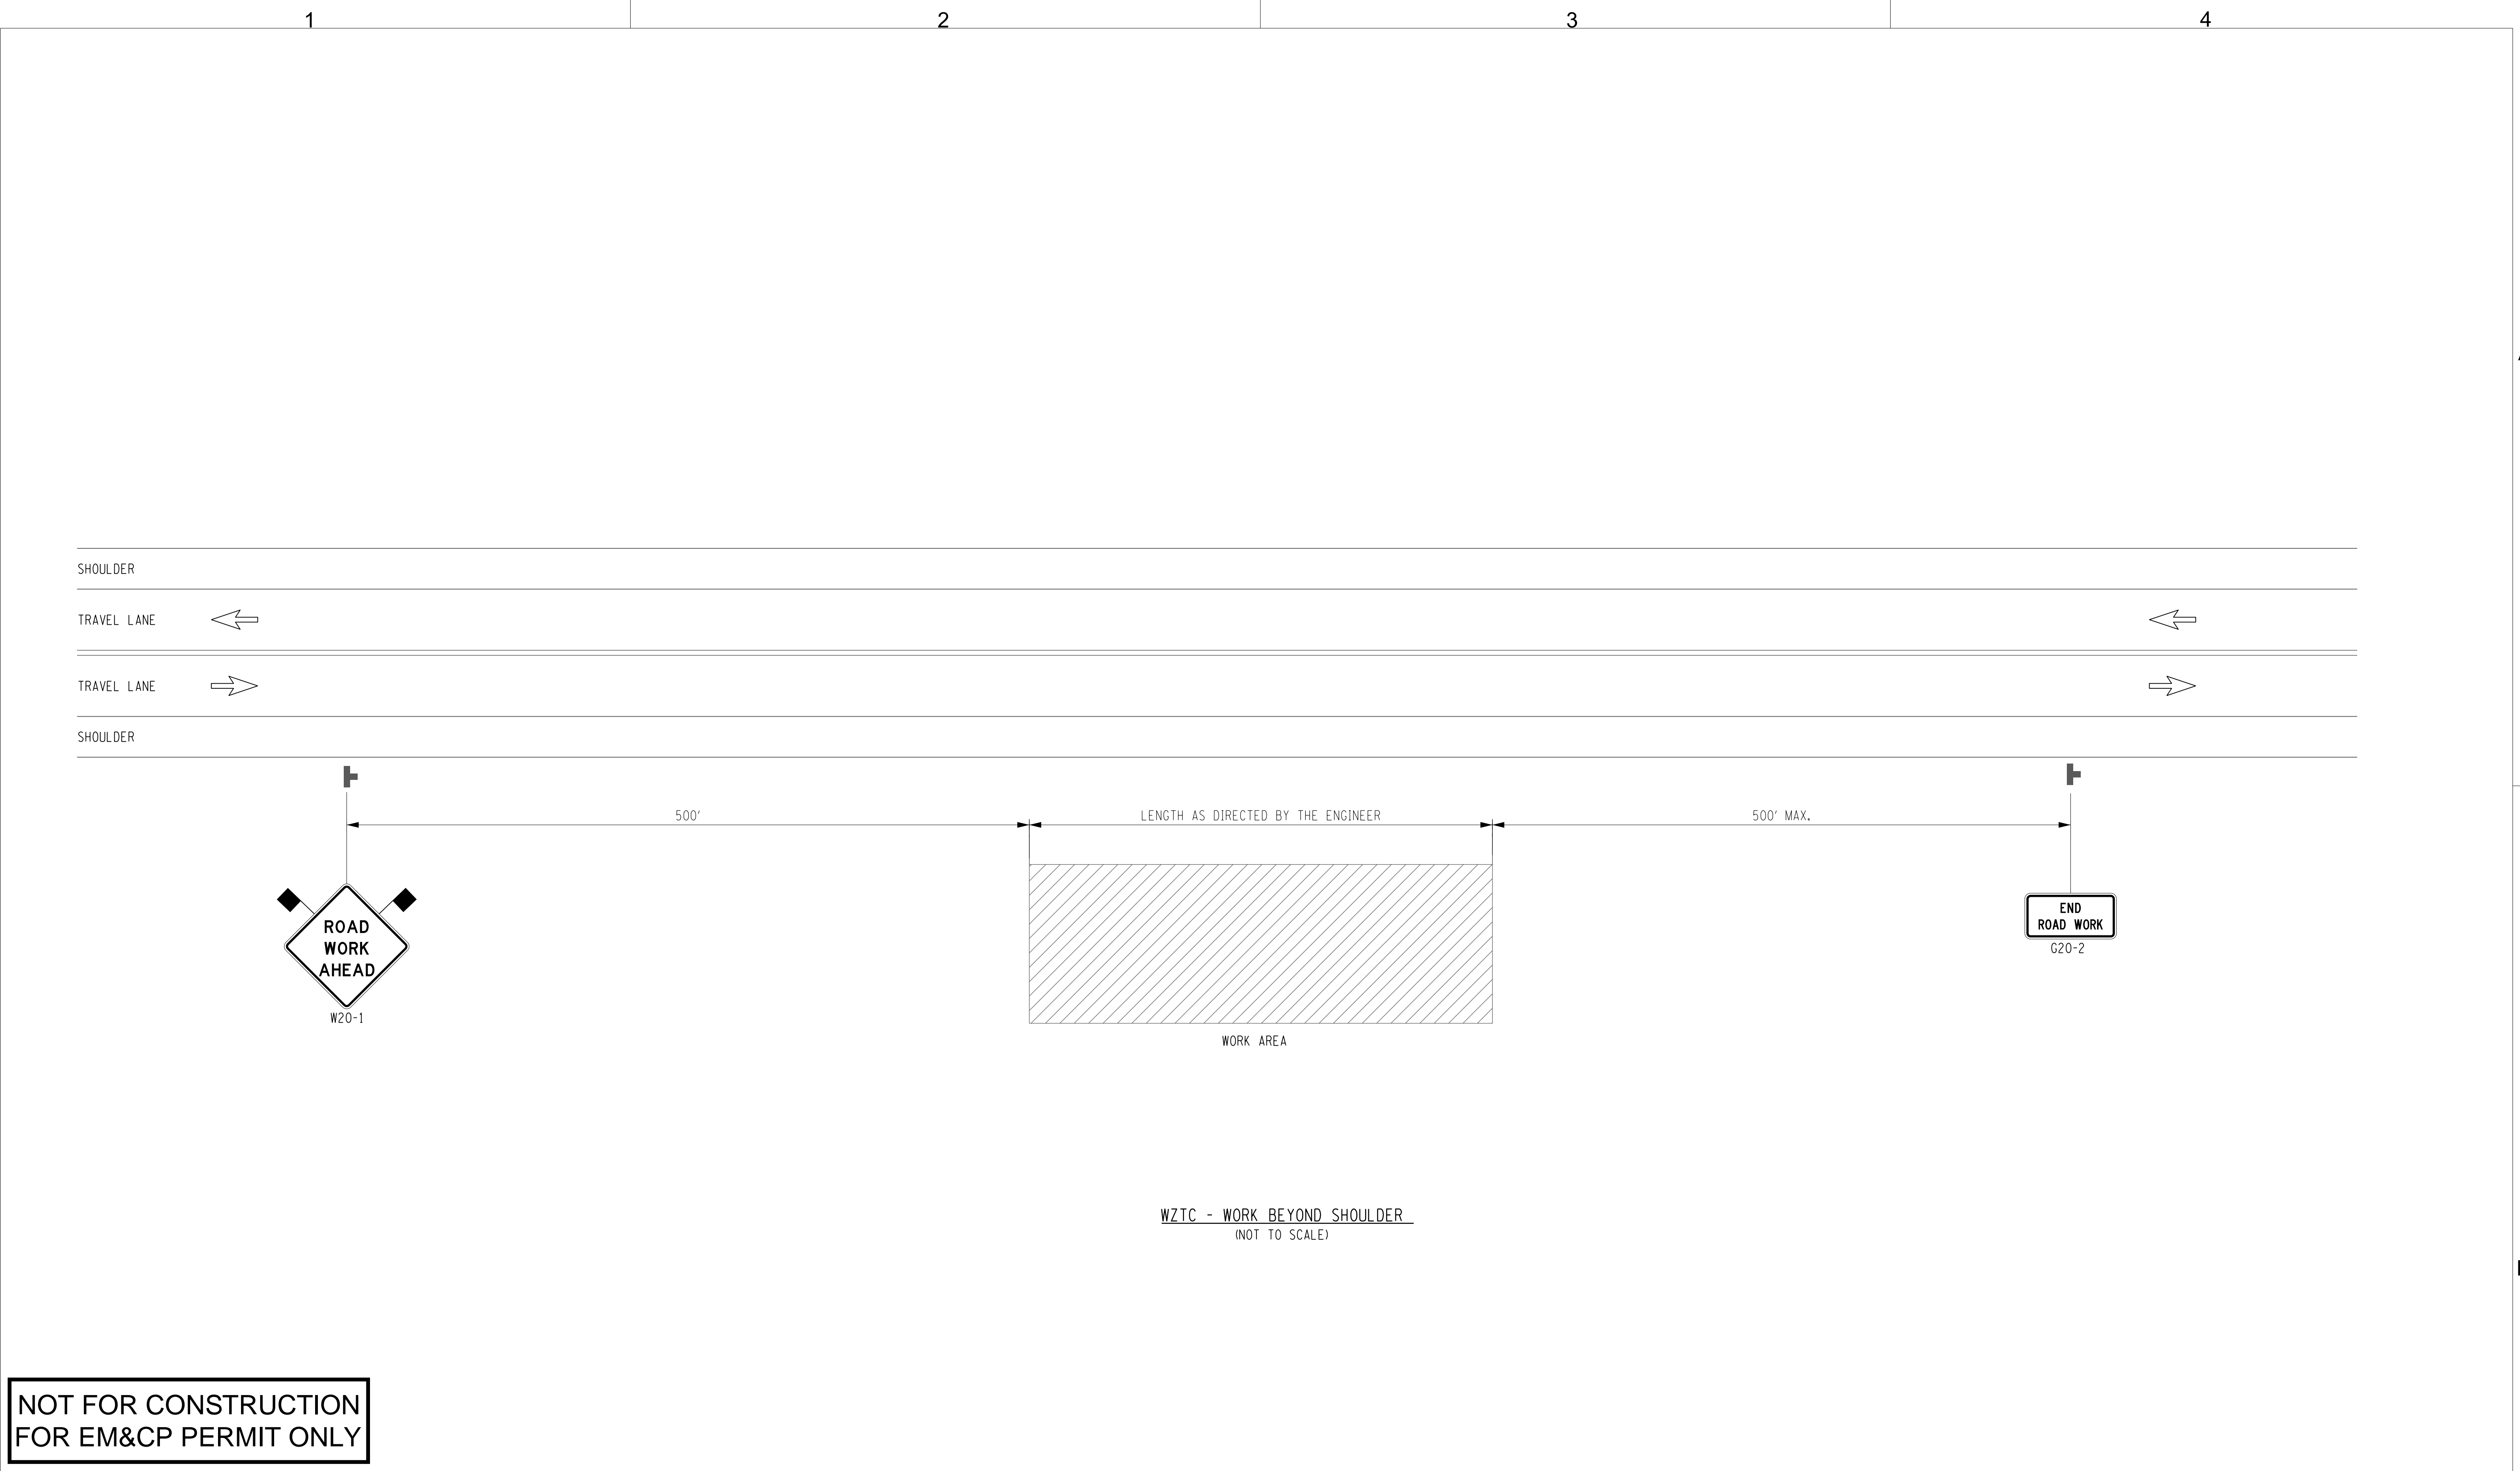 1
2
3
4
SHOULDER
TRAVEL LANE
TRAVEL LANE
SHOULDER
500'
LENGTH AS DIRECTED BY THE ENGINEER
500' MAX.
ROAD
WORK
AHEAD
W20-1
END
ROAD WORK
G20-2
WORK AREA
WZTC - WORK BEYOND SHOULDER
(NOT TO SCALE)
NOT FOR CONSTRUCTION
FOR EM&CP PERMIT ONLY